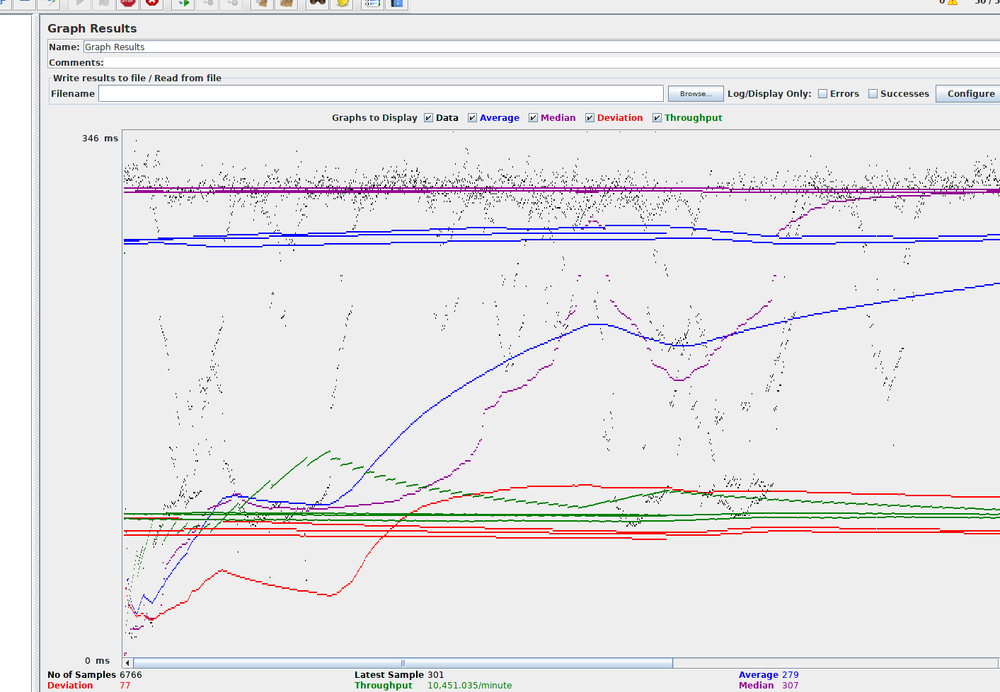 STOP
Graph Results
Name: Graph Results
Comments:
Write results to file / Read from file
Filename Browse... Log/Display Only: Errors Successes Configure
Graphs to Display Data Average Median Deviation Throughput
346 ms
0 ms
No of Samples 6766 Latest Sample 301 Average 279
Deviation 77 Throughput 10,451.035/minute Median 307